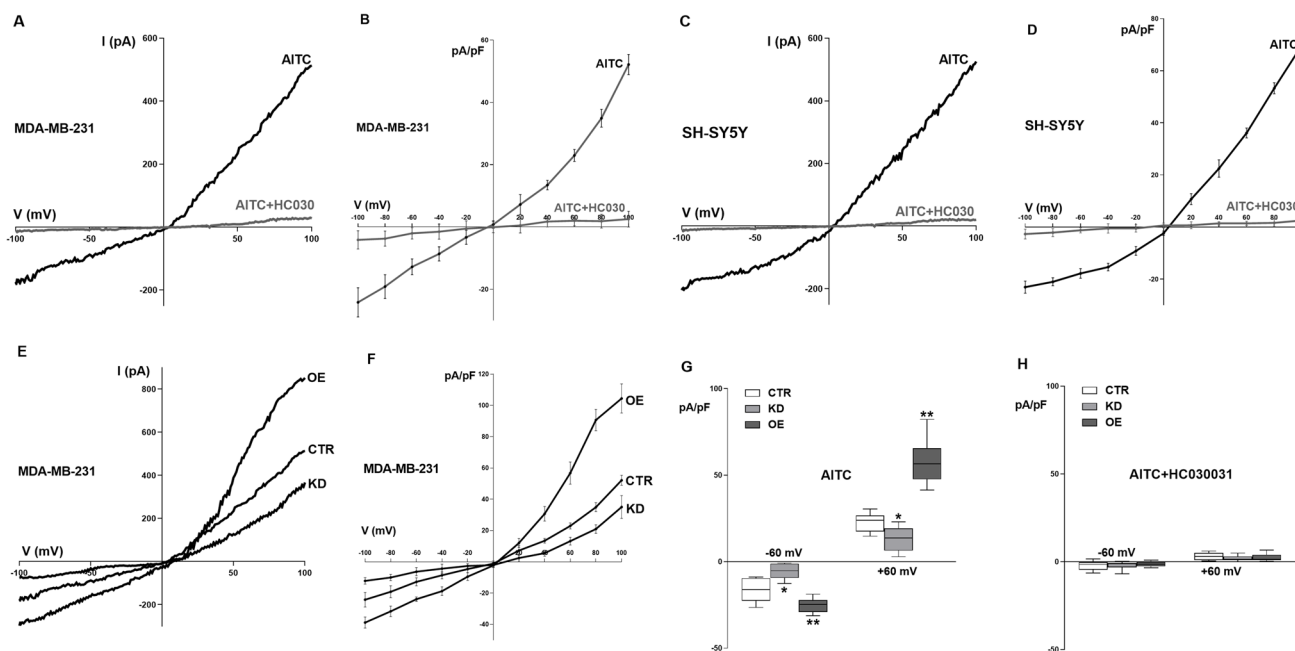 A
I (pA)
600
AITC
400
MDA-MB-231
200
V (mV)
AITC+HC030
-100
-50
50
100
-200
B
pA/pF
60
AITC
40
MDA-MB-231
20
V (mV)
AITC+HC030
-100
-80
-60
-40
-20
0
20
40
60
80
100
-20
C
I (pA)
600
AITC
400
SH-SY5Y
200
V (mV)
AITC+HC030
-100
-50
50
100
-200
D
pA/pF
80
AITC
60
SH-SY5Y
40
20
V (mV)
AITC+HC030
-100
-80
-60
-40
-20
0
20
40
60
80
-20
E
I (pA)
800
OE
600
MDA-MB-231
CTR
400
KD
200
V (mV)
-100
-50
50
100
-200
F
pA/pF
120
100
OE
80
MDA-MB-231
60
CTR
40
KD
20
V (mV)
-100
-80
-60
-40
-20
0
40
60
80
100
-20
-40
G
100
pA/pF
CTR
KD
OE
**
AITC
50
*
-60 mV
0
+60 mV
*
**
-50
H
100
pA/pF
CTR
KD
OE
AITC+HC030031
50
-60 mV
0
+60 mV
-50